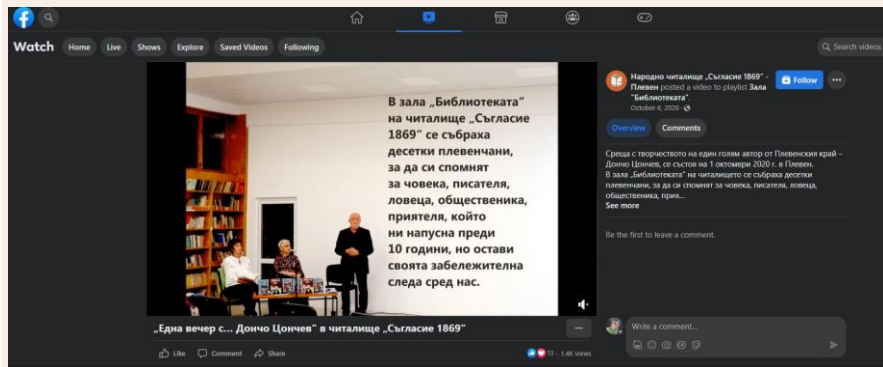 Watch
Home
Live
Shows
Explore
Saved Videos
Following
Search videos
В зала „Библиотеката“
на читалище „Съгласие
1869“ се събраха
десетки плевенчани,
за да си спомнят
за човека, писателя,
ловеца, общественика,
приятеля, който
ни напусна преди
10 години, но остави
своята забележителна
следа сред нас.
„Една вечер с... Дончо Цончев“ в читалище „Съгласие 1869“
Like
Comment
Share
13 · 1.4K views
Народно читалище „Съгласие 1869“ -
Плевен posted a video to playlist Зала
"Библиотеката".
October 6, 2020
Follow
Overview
Comments
Среща с творчеството на един голям автор от Плевенския край –
Дончо Цончев, се състоя на 1 октомври 2020 г. в Плевен.
В зала „Библиотеката“ на читалището се събраха десетки
плевенчани, за да си спомнят за човека, писателя, ловеца,
общественика, прия...
See more
Be the first to leave a comment.
Write a comment...